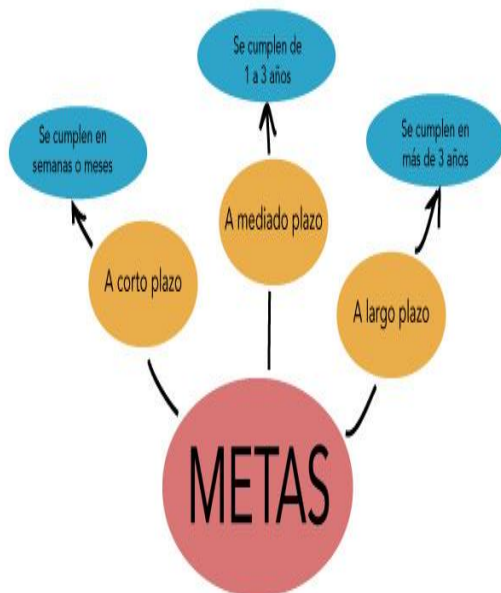 Se cumplen de
1 a 3 años
Se cumplen en
semanas o meses
Se cumplen en
más de 3 años
A mediado plazo
A corto plazo
A largo plazo
METAS